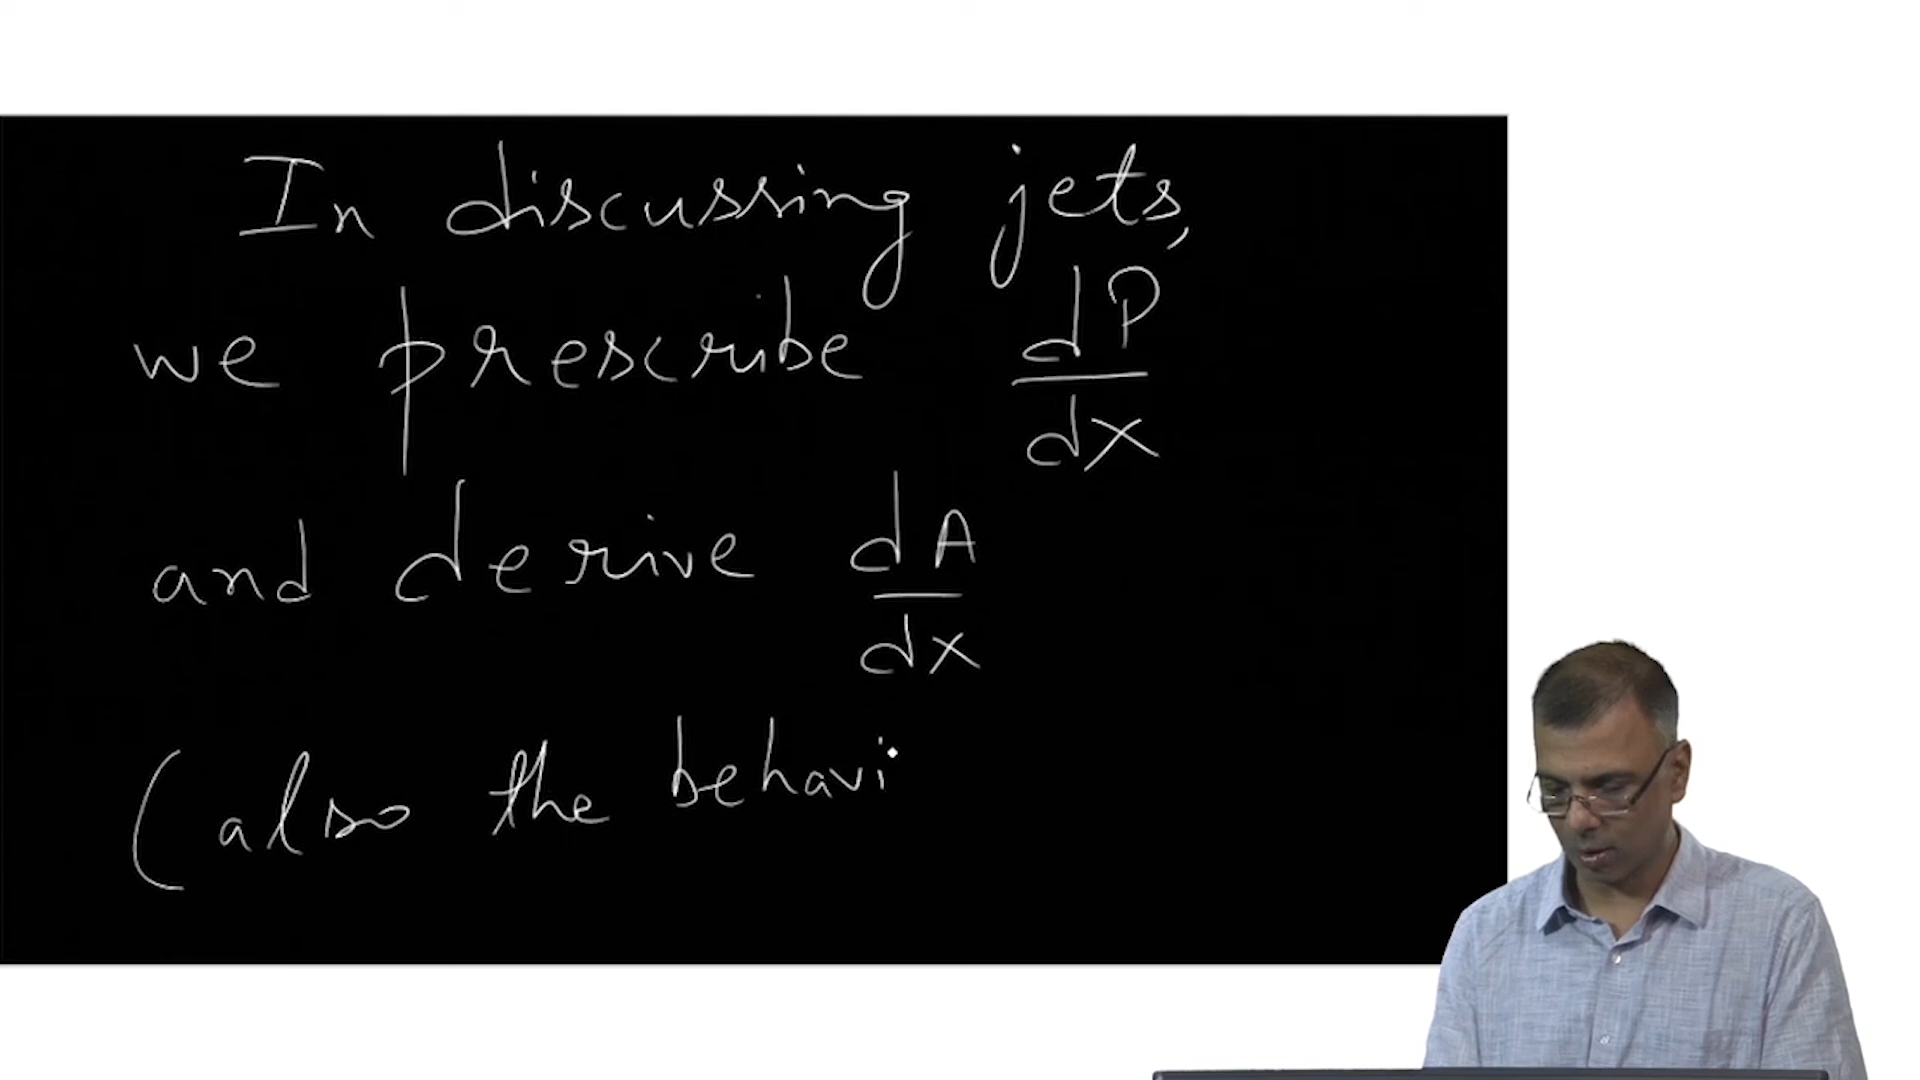 In discussing jets,
we prescribe dP/dx
and derive dA/dx
(also the behavi